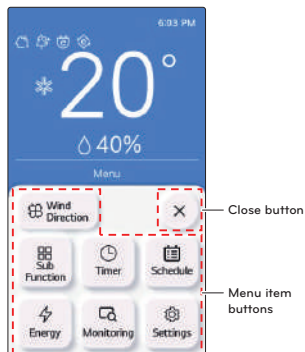 6:03 PM
20°
40%
Menu
Wind
Direction
Close button
Sub
Function
Timer
Schedule
Menu item
buttons
Energy
Monitoring
Settings